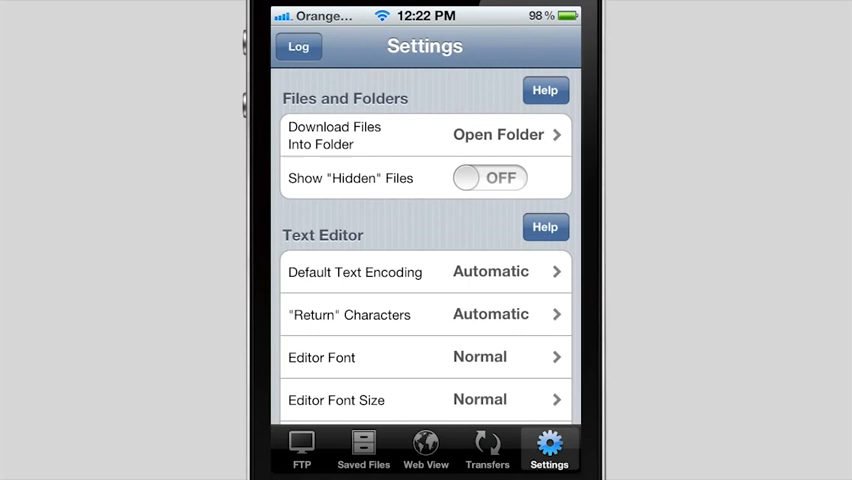 Orange... 12:22 PM 98 %
Log Settings
Files and Folders Help
Download Files
Into Folder
Open Folder
Show "Hidden" Files OFF
Text Editor Help
Default Text Encoding Automatic
"Return" Characters Automatic
Editor Font Normal
Editor Font Size Normal
FTP Saved Files Web View Transfers Settings